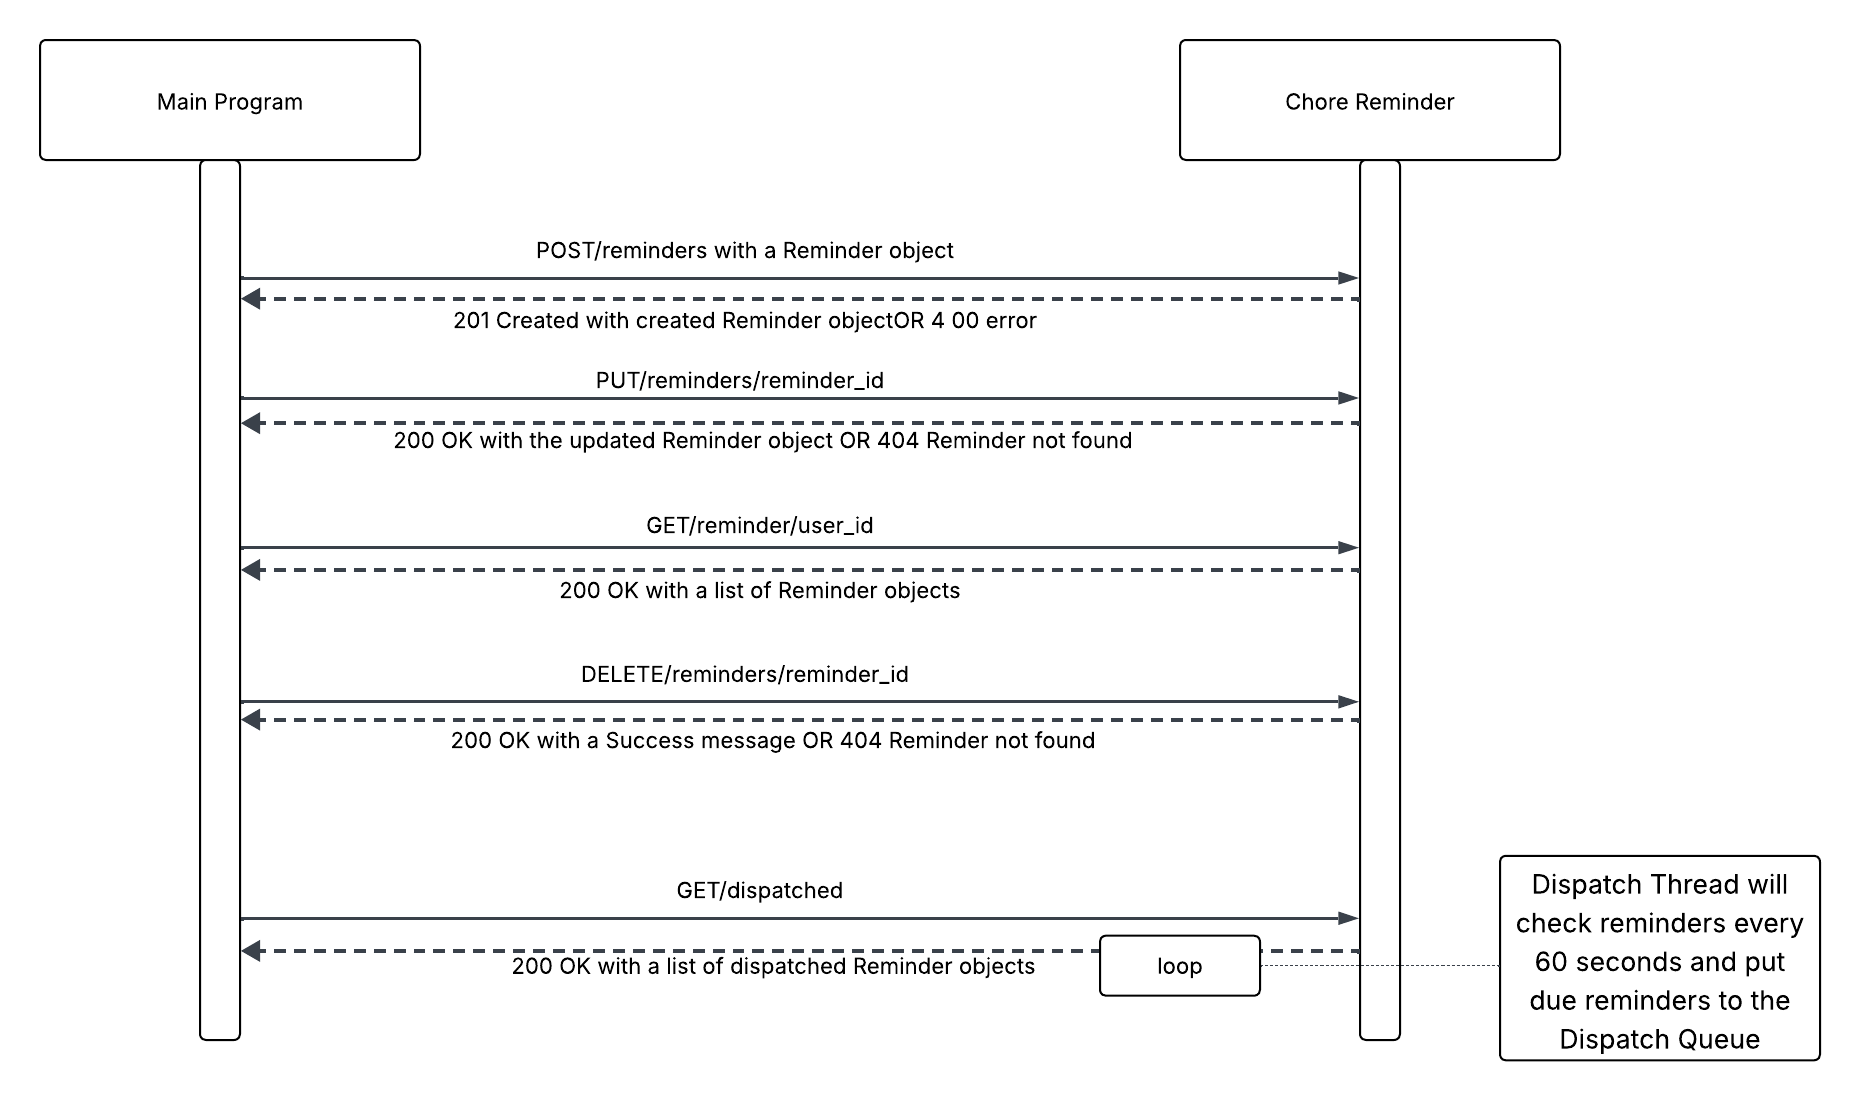 Main Program
Chore Reminder
POST/reminders with a Reminder object
201 Created with created Reminder objectOR 4 00 error
PUT/reminders/reminder_id
200 OK with the updated Reminder object OR 404 Reminder not found
GET/reminder/user_id
200 OK with a list of Reminder objects
DELETE/reminders/reminder_id
200 OK with a Success message OR 404 Reminder not found
GET/dispatched
200 OK with a list of dispatched Reminder objects
loop
Dispatch Thread will
check reminders every
60 seconds and put
due reminders to the
Dispatch Queue